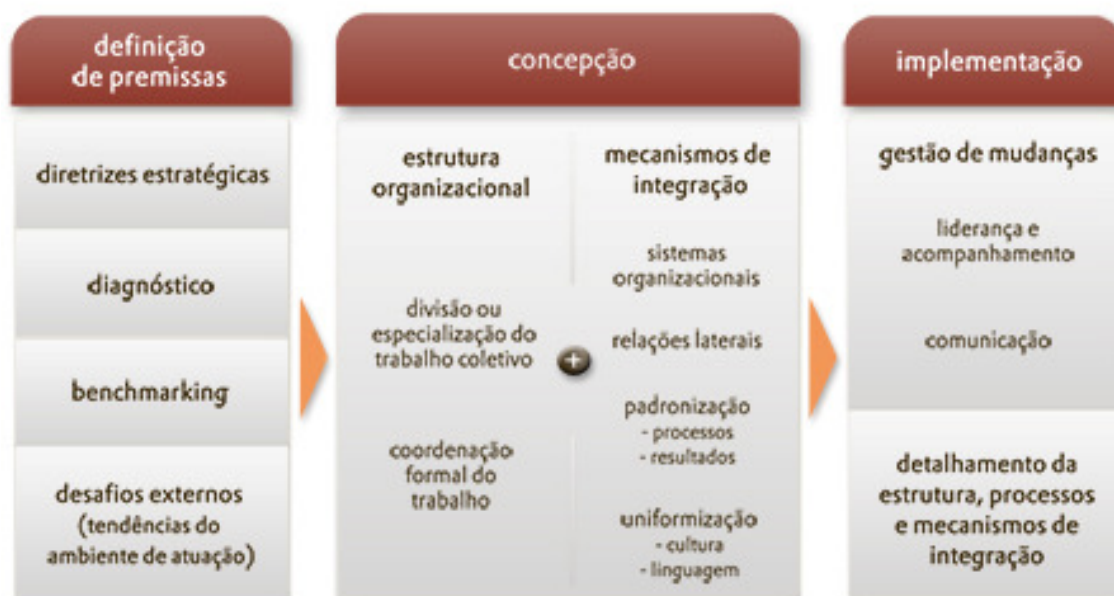 definição
de premissas
diretrizes estratégicas
diagnóstico
benchmarking
desafios externos
(tendências do
ambiente de atuação)
concepção
estrutura
organizacional
divisão ou
especialização do
trabalho coletivo
coordenação
formal do
trabalho
+
mecanismos de
integração
sistemas
organizacionais
relações laterais
padronização
- processos
- resultados
uniformização
- cultura
- linguagem
implementação
gestão de mudanças
liderança e
acompanhamento
comunicação
detalhamento da
estrutura, processos
e mecanismos de
integração